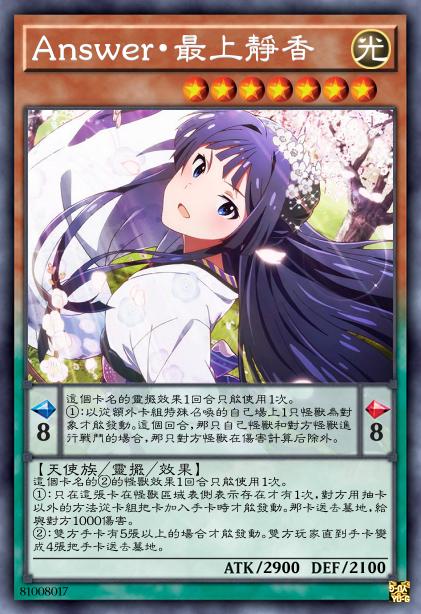 Answer・最上靜香
光
這個卡名的靈擺效果1回合只能使用1次。
①:以從額外卡組特殊召喚的自己場上1只怪獸為對
象才能發動。這個回合,那只自己怪獸和對方怪獸進
行戰鬥的場合,那只對方怪獸在傷害計算后除外。
8
8
【天使族/靈擺/效果】
這個卡名的②的怪獸效果1回合只能使用1次。
①:只在這張卡在怪獸區域表側表示存在才有1次,對方用抽卡
以外的方法從卡組把卡加入手卡時才能發動。那卡送去墓地,給
與對方1000傷害。
②:雙方手卡有5張以上的場合才能發動。雙方玩家直到手卡變
成4張把手卡送去墓地。
ATK/2900 DEF/2100
81008017